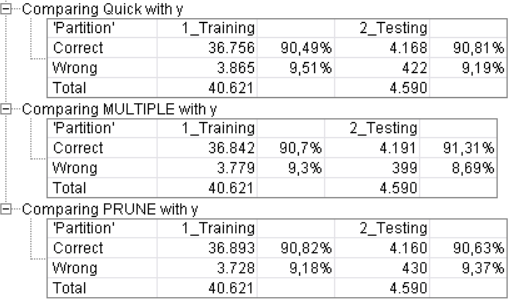 Comparing Quick with y
'Partition' 1_Training 2_Testing
Correct 36.756 90,49% 4.168 90,81%
Wrong 3.865 9,51% 422 9,19%
Total 40.621 4.590
Comparing MULTIPLE with y
'Partition' 1_Training 2_Testing
Correct 36.842 90,7% 4.191 91,31%
Wrong 3.779 9,3% 399 8,69%
Total 40.621 4.590
Comparing PRUNE with y
'Partition' 1_Training 2_Testing
Correct 36.893 90,82% 4.160 90,63%
Wrong 3.728 9,18% 430 9,37%
Total 40.621 4.590